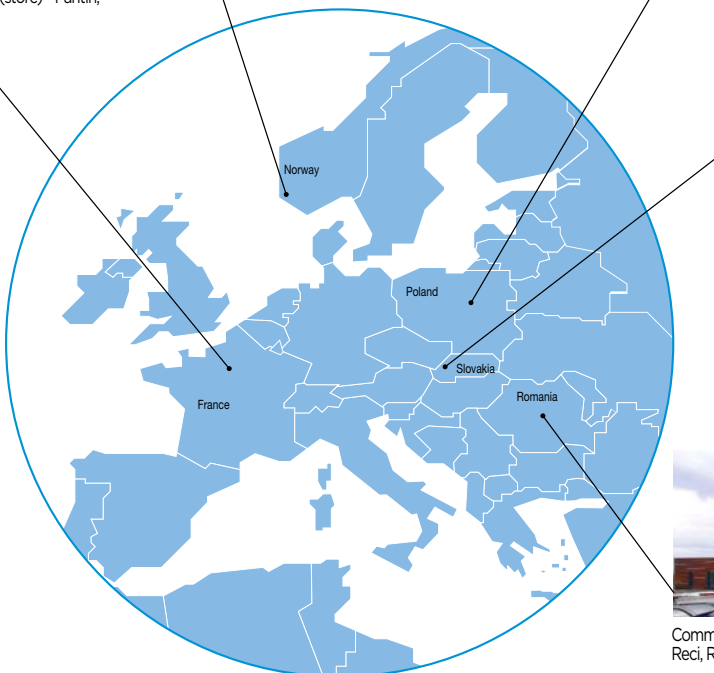 (store) - Pantin,
Norway
Poland
Slovakia
Romania
France
Comm
Reci, R